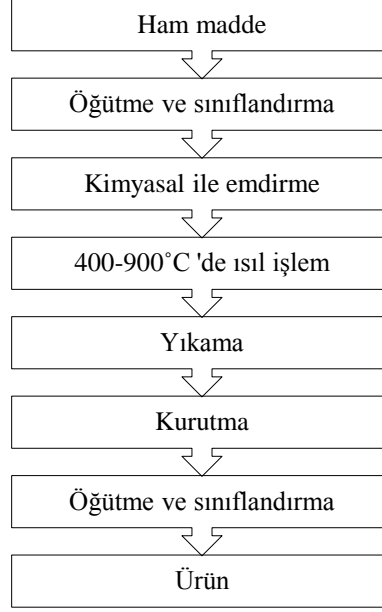 Ham madde
Öğütme ve sınıflandırma
Kimyasal ile emdirme
400-900˚C 'de ısıl işlem
Yıkama
Kurutma
Öğütme ve sınıflandırma
Ürün